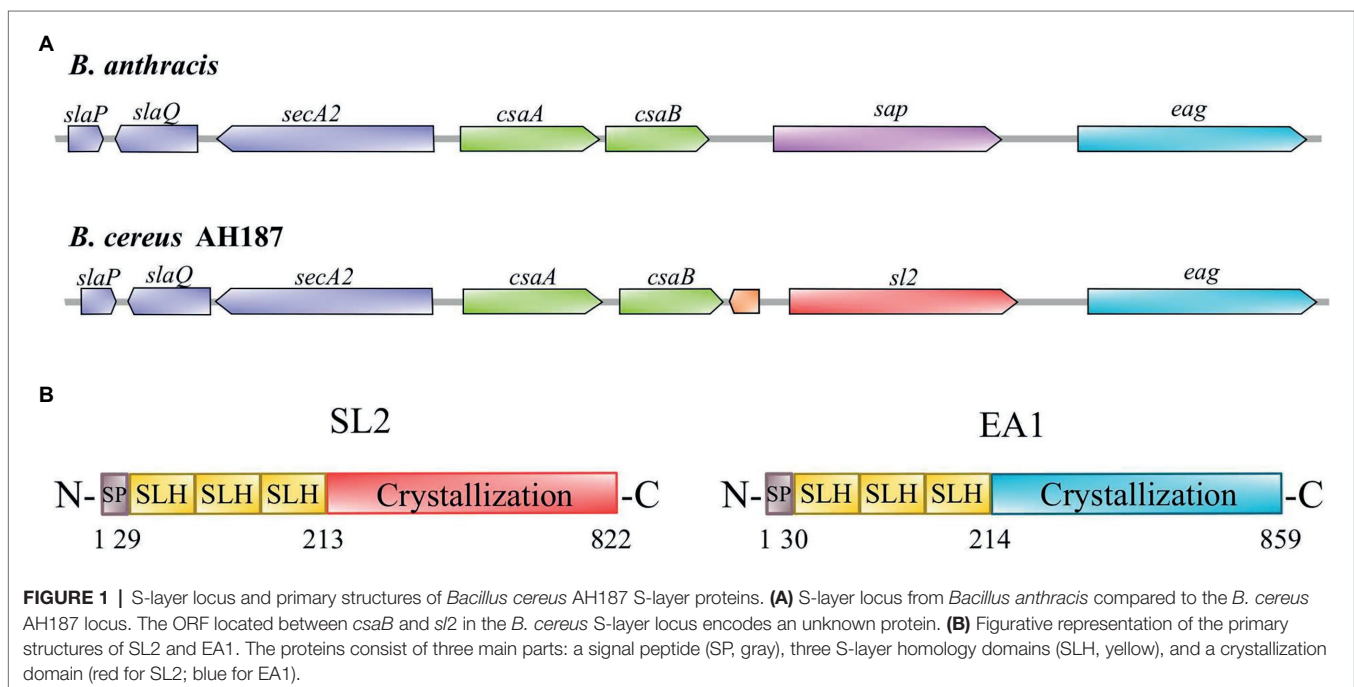 A
B. anthracis
slaP slaQ secA2 csaA csaB sap eag
B. cereus AH187
slaP slaQ secA2 csaA csaB sl2 eag
B
SL2 EA1
N- SP SLH SLH SLH Crystallization -C N- SP SLH SLH SLH Crystallization -C
1 29 213 822 1 30 214 859
FIGURE 1 | S-layer locus and primary structures of Bacillus cereus AH187 S-layer proteins. (A) S-layer locus from Bacillus anthracis compared to the B. cereus
AH187 locus. The ORF located between csaB and sl2 in the B. cereus S-layer locus encodes an unknown protein. (B) Figurative representation of the primary
structures of SL2 and EA1. The proteins consist of three main parts: a signal peptide (SP, gray), three S-layer homology domains (SLH, yellow), and a crystallization
domain (red for SL2; blue for EA1).